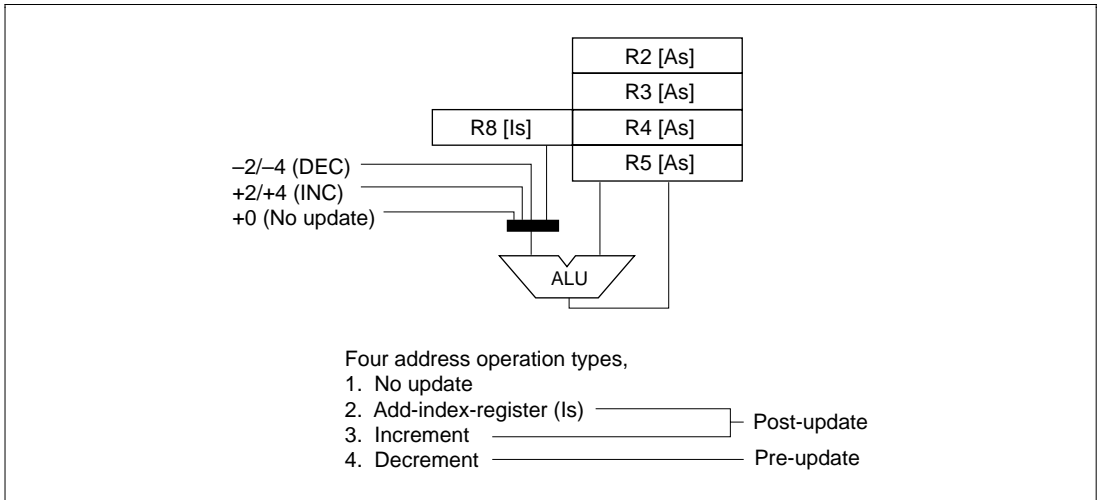 R2 [As]
R3 [As]
R8 [Is] R4 [As]
R5 [As]
–2/–4 (DEC)
+2/+4 (INC)
+0 (No update)
ALU
Four address operation types,
1. No update
2. Add-index-register (Is)
Post-update
3. Increment
4. Decrement Pre-update